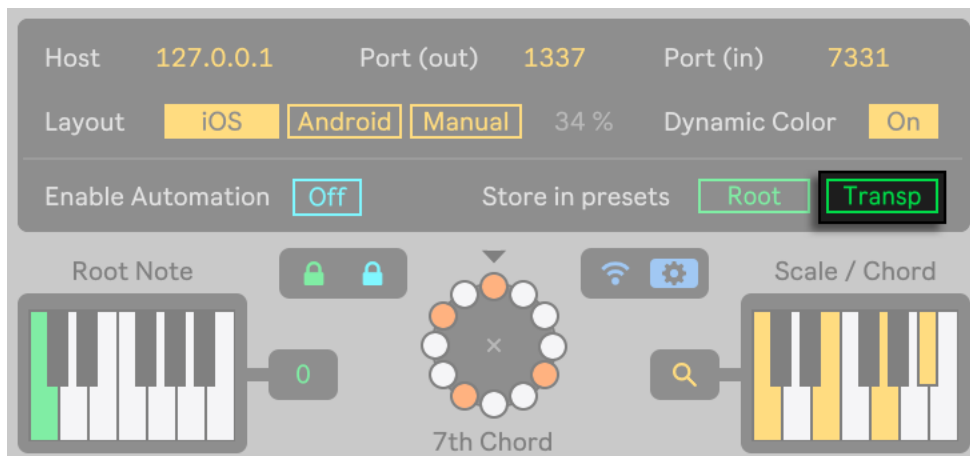 Host 127.0.0.1 Port (out) 1337 Port (in) 7331
Layout iOS Android Manual 34 % Dynamic Color On
Enable Automation Off Store in presets Root Transp
Root Note Scale / Chord
0
7th Chord